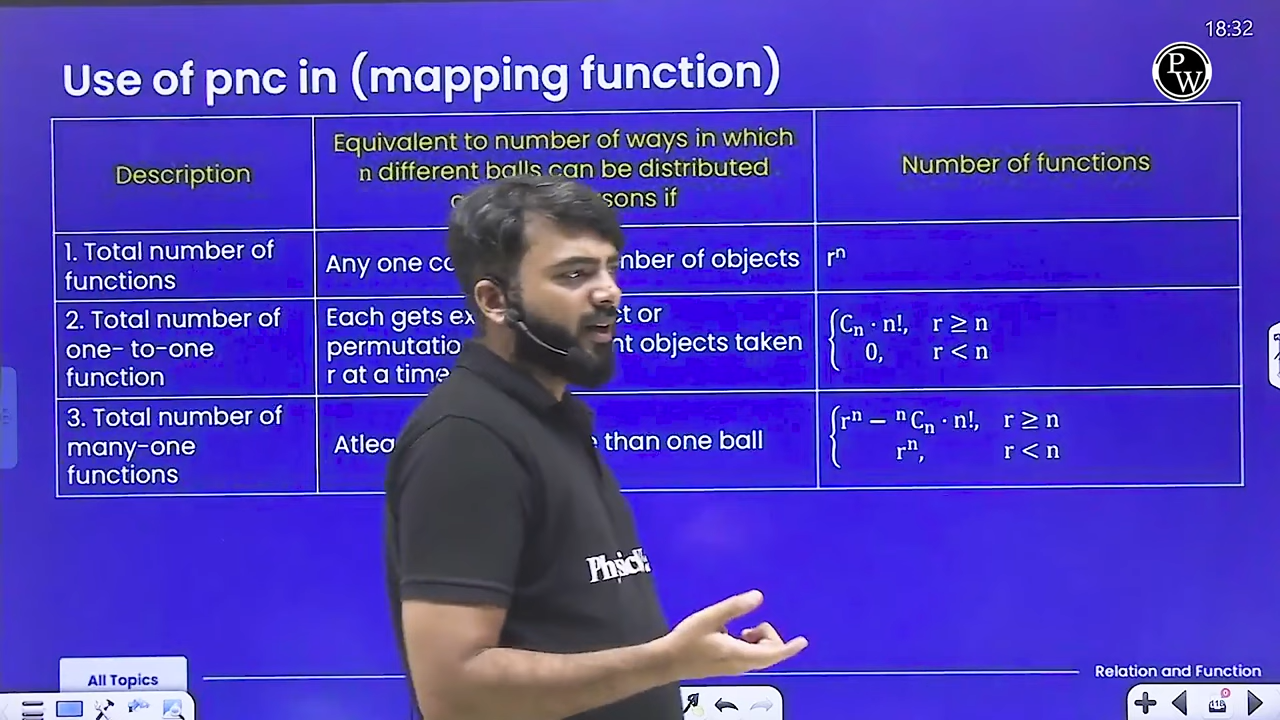 18:32
PW
Use of pnc in (mapping function)
Description
Equivalent to number of ways in which
n different balls can be distributed
sons if
Number of functions
1. Total number of
functions
Any one
mber of objects
rⁿ
2. Total number of
one- to-one
function
Each gets
ct or
permutatio
nt objects taken
r at a time
{Cₙ · n!, r ≥ n
0, r < n
3. Total number of
many-one
functions
Atlea
than one ball
{rⁿ − ⁿCₙ · n!, r ≥ n
rⁿ, r < n
Physic
All Topics
Relation and Function
418